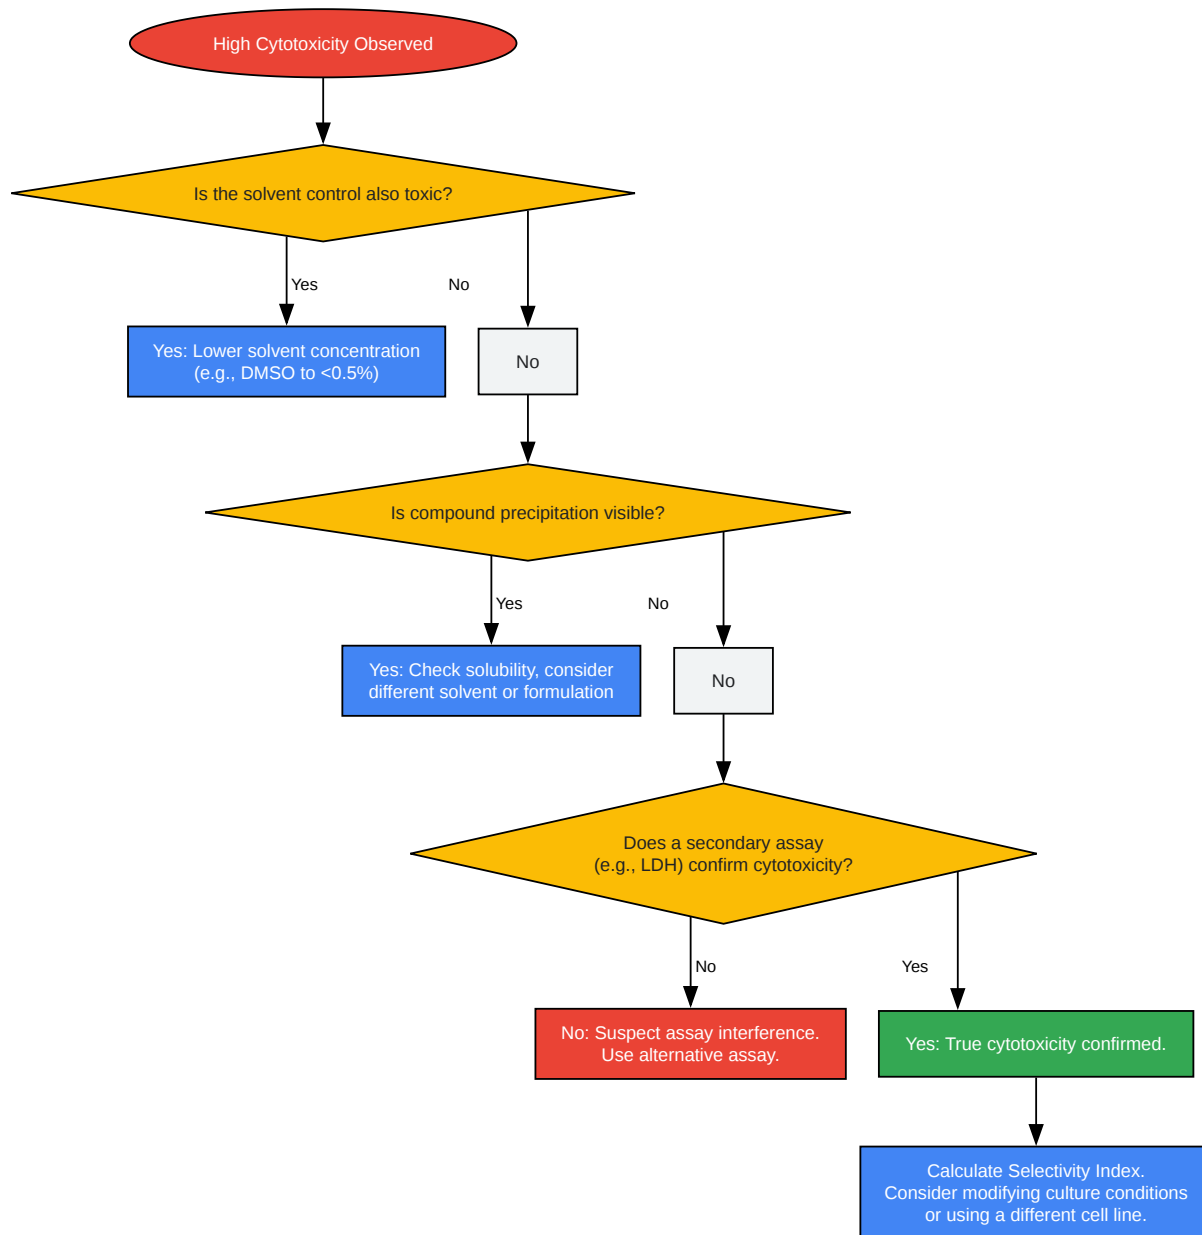 High Cytotoxicity Observed
Is the solvent control also toxic?
Yes
No
Yes: Lower solvent concentration
(e.g., DMSO to <0.5%)
No
Is compound precipitation visible?
Yes
No
Yes: Check solubility, consider
different solvent or formulation
No
Does a secondary assay
(e.g., LDH) confirm cytotoxicity?
No
Yes
No: Suspect assay interference.
Use alternative assay.
Yes: True cytotoxicity confirmed.
Calculate Selectivity Index.
Consider modifying culture conditions
or using a different cell line.